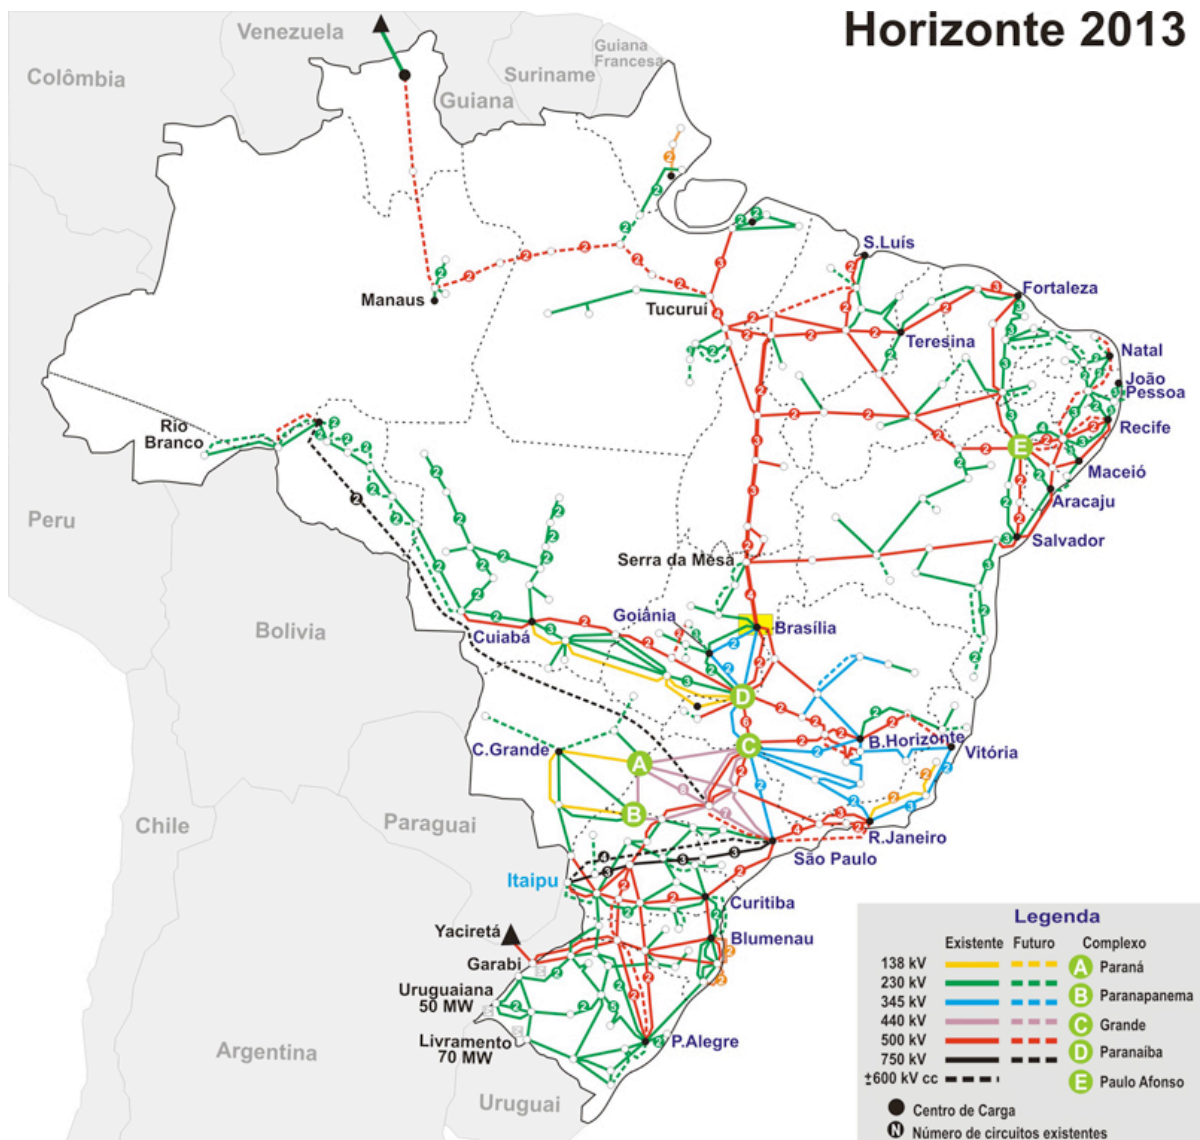 Horizonte 2013
Venezuela
Colômbia
Guiana
Francesa
Suriname
Guiana
S.Luís
Manaus
Tucuruí
Fortaleza
Teresina
Natal
João
Pessoa
Rio
Branco
Recife
E
Maceió
Aracaju
Peru
Salvador
Serra da Mesa
Goiânia
Brasília
Bolívia
Cuiabá
D
C.Grande
A
C
B.Horizonte
Vitória
Chile
Paraguai
B
R.Janeiro
São Paulo
Itaipu
Curitiba
Yaciretá
Blumenau
Garabi
Uruguaiana
50 MW
Livramento
70 MW
P.Alegre
Argentina
Uruguai
Legenda
Existente Futuro Complexo
138 kV A Paraná
230 kV
345 kV B Paranapanema
440 kV C Grande
500 kV
750 kV D Paranaíba
±600 kV cc E Paulo Afonso
Centro de Carga
N Número de circuitos existentes